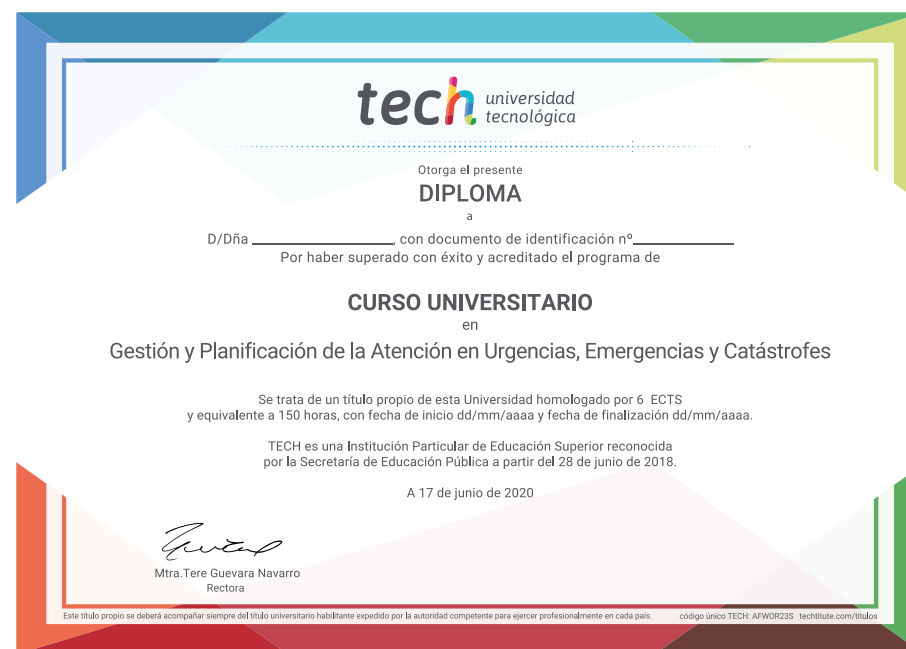 tech universidad
tecnológica
Otorga el presente
DIPLOMA
a
D/Dña ____________________, con documento de identificación nº______________
Por haber superado con éxito y acreditado el programa de
CURSO UNIVERSITARIO
en
Gestión y Planificación de la Atención en Urgencias, Emergencias y Catástrofes
Se trata de un título propio de esta Universidad homologado por 6 ECTS
y equivalente a 150 horas, con fecha de inicio dd/mm/aaaa y fecha de finalización dd/mm/aaaa.
TECH es una Institución Particular de Educación Superior reconocida
por la Secretaría de Educación Pública a partir del 28 de junio de 2018.
A 17 de junio de 2020
Mtra.Tere Guevara Navarro
Rectora
Este título propio se deberá acompañar siempre del título universitario habilitante expedido por la autoridad competente para ejercer profesionalmente en cada país. código único TECH: AFWOR23S techtitute.com/titulos